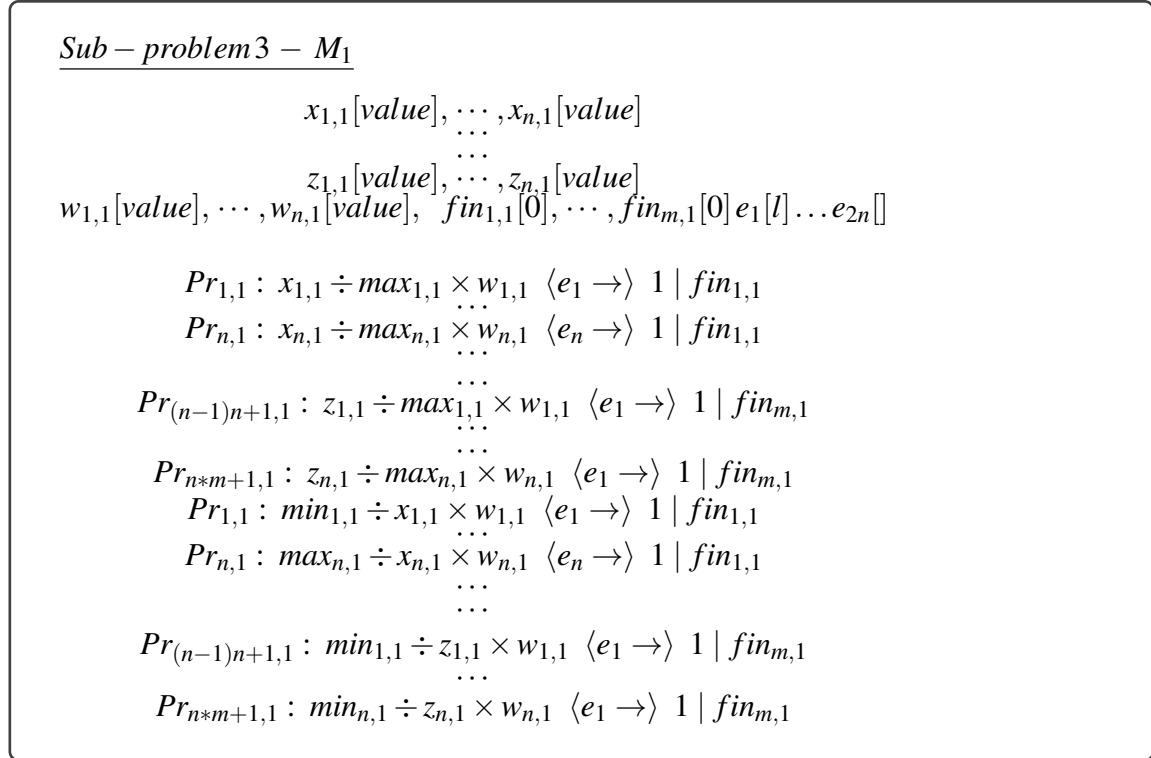 Sub − problem 3 − M₁
x₁,₁[value], ⋯ , xₙ,₁[value]
⋯
⋯
z₁,₁[value], ⋯ , zₙ,₁[value]
w₁,₁[value], ⋯ , wₙ,₁[value], fin₁,₁[0], ⋯ , finₘ,₁[0] e₁[l] … e₂ₙ[]
Pr₁,₁ : x₁,₁ ÷ max₁,₁ × w₁,₁ ⟨e₁ →⟩ 1 | fin₁,₁
⋯
Prₙ,₁ : xₙ,₁ ÷ maxₙ,₁ × wₙ,₁ ⟨eₙ →⟩ 1 | fin₁,₁
⋯
⋯
Pr₍ₙ₋₁₎ₙ₊₁,₁ : z₁,₁ ÷ max₁,₁ × w₁,₁ ⟨e₁ →⟩ 1 | finₘ,₁
⋯
⋯
Prₙ*ₘ₊₁,₁ : zₙ,₁ ÷ maxₙ,₁ × wₙ,₁ ⟨e₁ →⟩ 1 | finₘ,₁
Pr₁,₁ : min₁,₁ ÷ x₁,₁ × w₁,₁ ⟨e₁ →⟩ 1 | fin₁,₁
⋯
Prₙ,₁ : maxₙ,₁ ÷ xₙ,₁ × wₙ,₁ ⟨eₙ →⟩ 1 | fin₁,₁
⋯
⋯
Pr₍ₙ₋₁₎ₙ₊₁,₁ : min₁,₁ ÷ z₁,₁ × w₁,₁ ⟨e₁ →⟩ 1 | finₘ,₁
⋯
Prₙ*ₘ₊₁,₁ : minₙ,₁ ÷ zₙ,₁ × wₙ,₁ ⟨e₁ →⟩ 1 | finₘ,₁